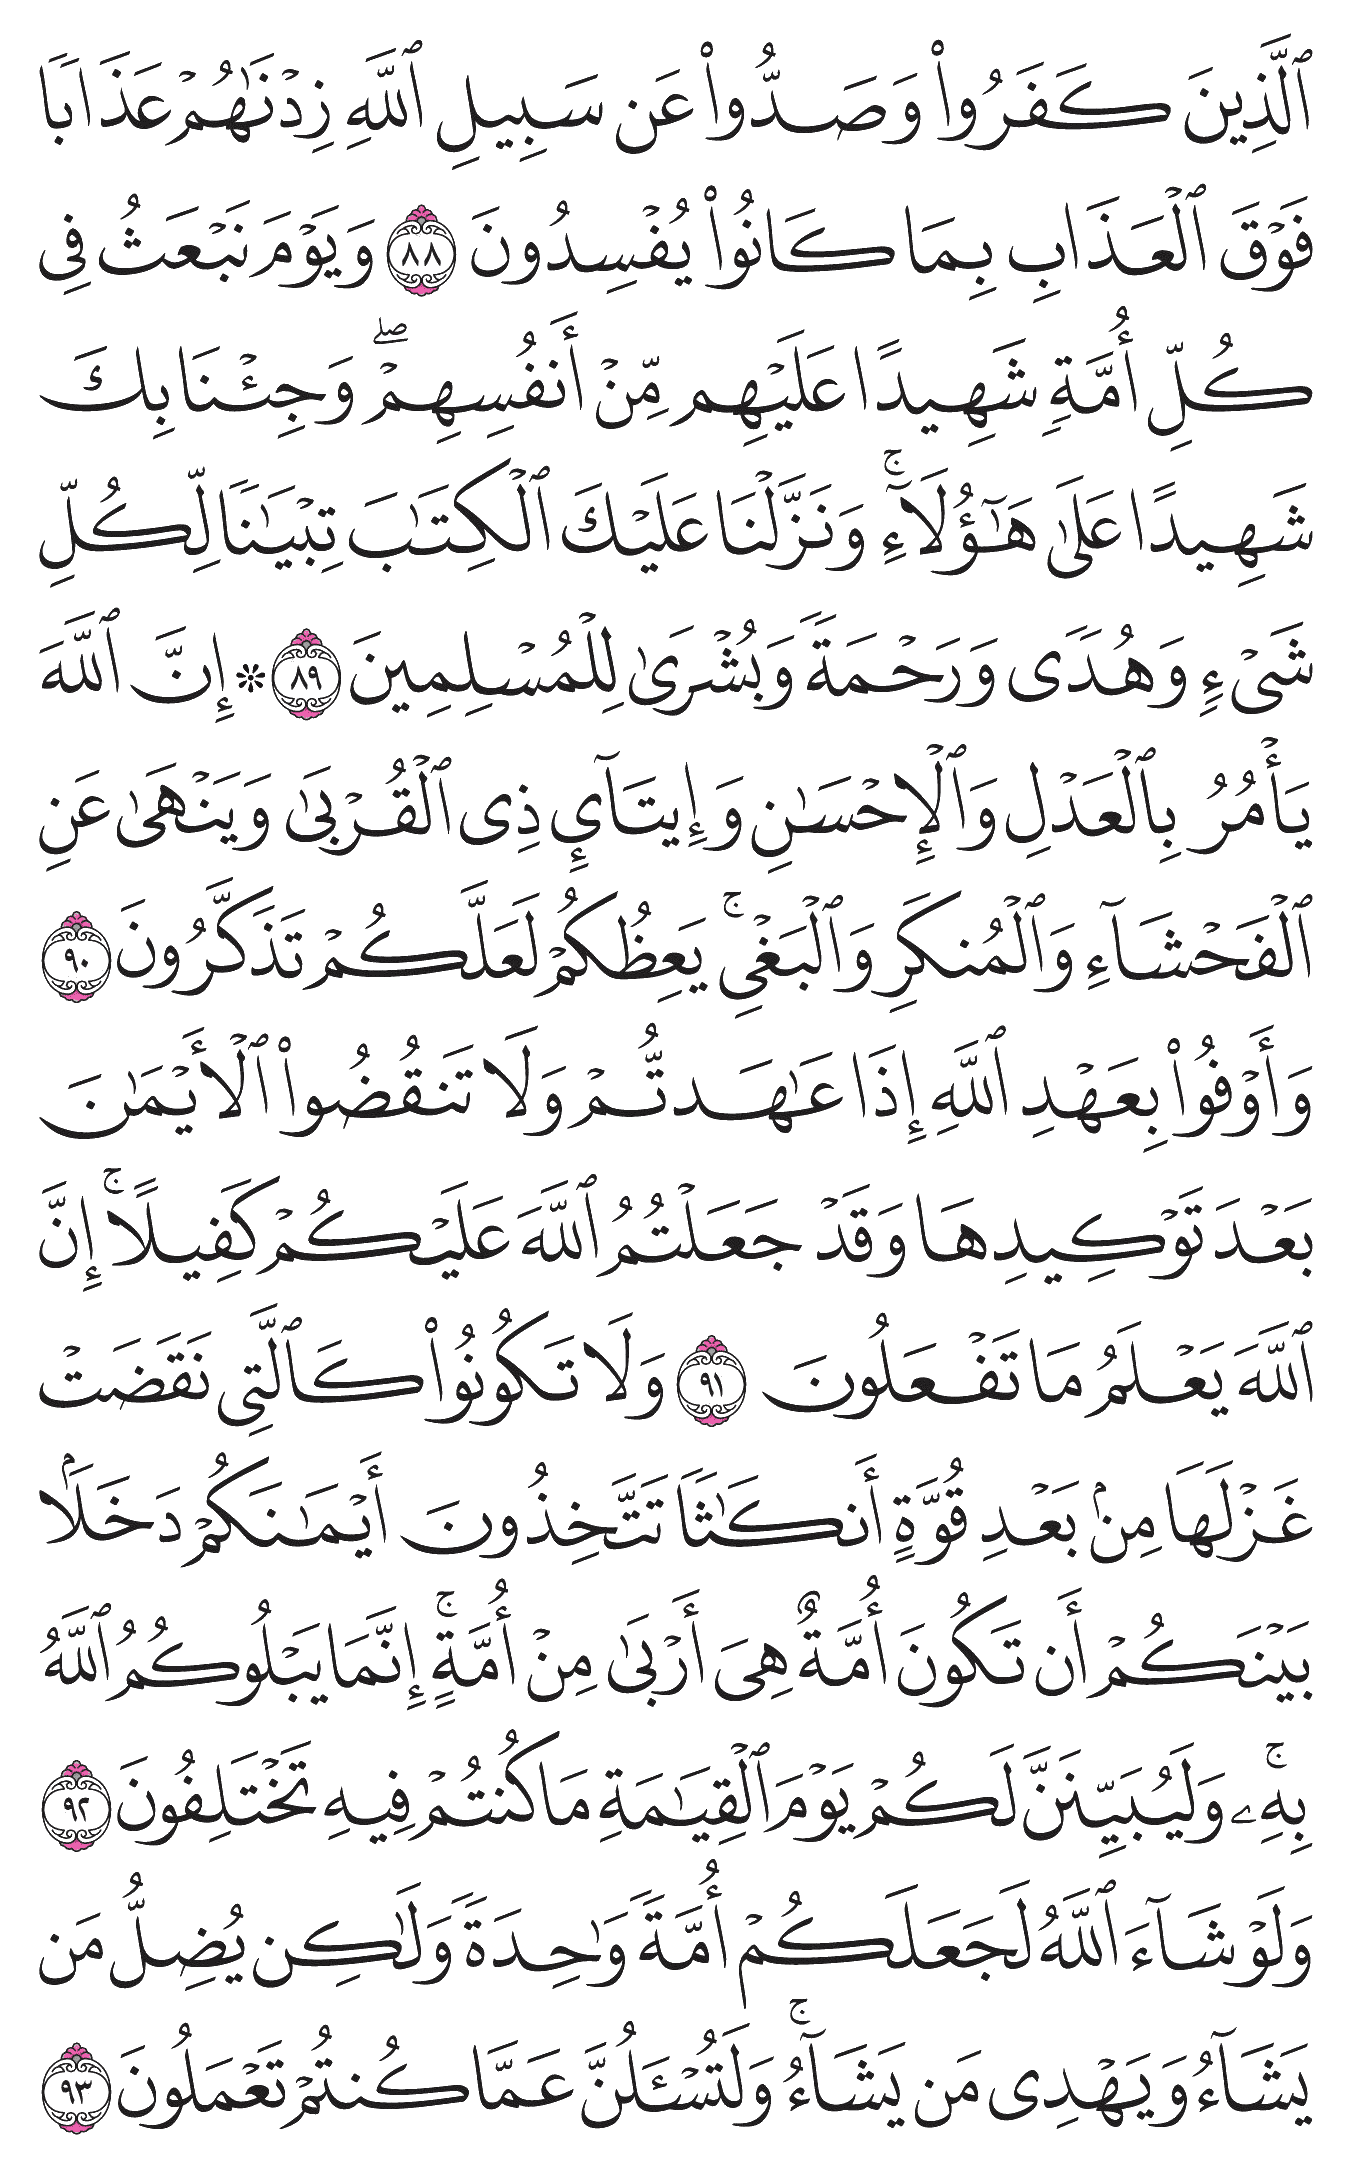 ٱلَّذِينَ كَفَرُوا۟ وَصَدُّوا۟ عَن سَبِيلِ ٱللَّهِ زِدْنَٰهُمْ عَذَابًا
فَوْقَ ٱلْعَذَابِ بِمَا كَانُوا۟ يُفْسِدُونَ ٨٨ وَيَوْمَ نَبْعَثُ فِى
كُلِّ أُمَّةٍ شَهِيدًا عَلَيْهِم مِّنْ أَنفُسِهِمْ ۖ وَجِئْنَا بِكَ
شَهِيدًا عَلَىٰ هَٰٓؤُلَآءِ ۚ وَنَزَّلْنَا عَلَيْكَ ٱلْكِتَٰبَ تِبْيَٰنًا لِّكُلِّ
شَىْءٍ وَهُدًى وَرَحْمَةً وَبُشْرَىٰ لِلْمُسْلِمِينَ ٨٩ ۞ إِنَّ ٱللَّهَ
يَأْمُرُ بِٱلْعَدْلِ وَٱلْإِحْسَٰنِ وَإِيتَآئِ ذِى ٱلْقُرْبَىٰ وَيَنْهَىٰ عَنِ
ٱلْفَحْشَآءِ وَٱلْمُنكَرِ وَٱلْبَغْىِ ۚ يَعِظُكُمْ لَعَلَّكُمْ تَذَكَّرُونَ ٩٠
وَأَوْفُوا۟ بِعَهْدِ ٱللَّهِ إِذَا عَٰهَدتُّمْ وَلَا تَنقُضُوا۟ ٱلْأَيْمَٰنَ
بَعْدَ تَوْكِيدِهَا وَقَدْ جَعَلْتُمُ ٱللَّهَ عَلَيْكُمْ كَفِيلًا ۚ إِنَّ
ٱللَّهَ يَعْلَمُ مَا تَفْعَلُونَ ٩١ وَلَا تَكُونُوا۟ كَٱلَّتِى نَقَضَتْ
غَزْلَهَا مِنۢ بَعْدِ قُوَّةٍ أَنكَٰثًا تَتَّخِذُونَ أَيْمَٰنَكُمْ دَخَلًۢا
بَيْنَكُمْ أَن تَكُونَ أُمَّةٌ هِىَ أَرْبَىٰ مِنْ أُمَّةٍ ۚ إِنَّمَا يَبْلُوكُمُ ٱللَّهُ
بِهِۦ ۚ وَلَيُبَيِّنَنَّ لَكُمْ يَوْمَ ٱلْقِيَٰمَةِ مَا كُنتُمْ فِيهِ تَخْتَلِفُونَ ٩٢
وَلَوْ شَآءَ ٱللَّهُ لَجَعَلَكُمْ أُمَّةً وَٰحِدَةً وَلَٰكِن يُضِلُّ مَن
يَشَآءُ وَيَهْدِى مَن يَشَآءُ ۚ وَلَتُسْـَٔلُنَّ عَمَّا كُنتُمْ تَعْمَلُونَ ٩٣